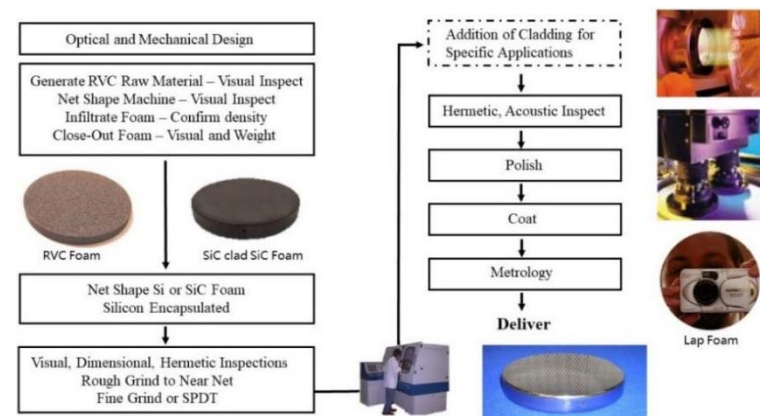 Optical and Mechanical Design
Generate RVC Raw Material – Visual Inspect
Net Shape Machine – Visual Inspect
Infiltrate Foam – Confirm density
Close-Out Foam – Visual and Weight
RVC Foam
SiC clad SiC Foam
Net Shape Si or SiC Foam
Silicon Encapsulated
Visual, Dimensional, Hermetic Inspections
Rough Grind to Near Net
Fine Grind or SPDT
Addition of Cladding for
Specific Applications
Hermetic, Acoustic Inspect
Polish
Coat
Metrology
Deliver
Lap Foam